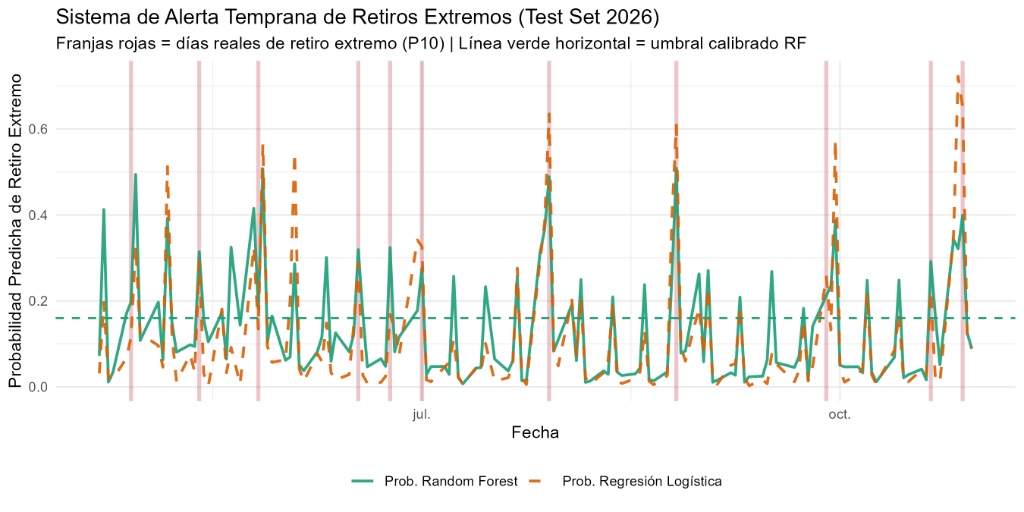 Sistema de Alerta Temprana de Retiros Extremos (Test Set 2026)
Franjas rojas = días reales de retiro extremo (P10) | Línea verde horizontal = umbral calibrado RF
Probabilidad Predicha de Retiro Extremo
0.6
0.4
0.2
0.0
jul.
oct.
Fecha
Prob. Random Forest
Prob. Regresión Logística